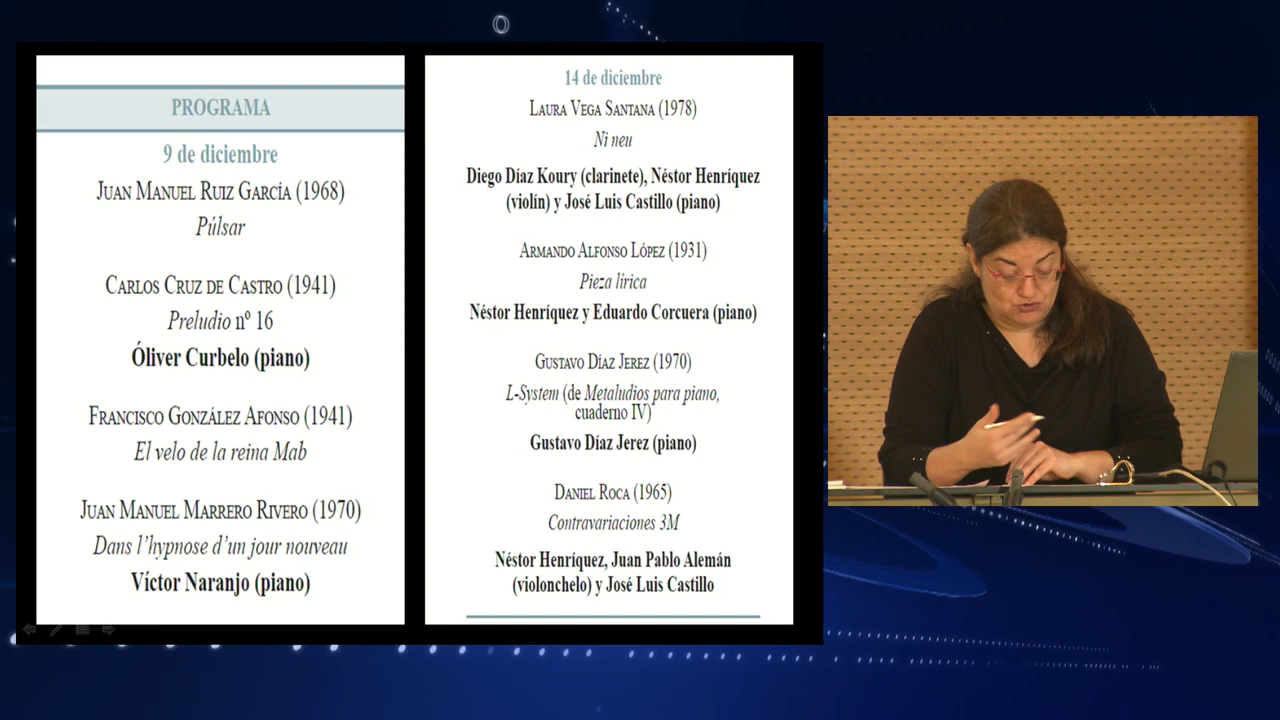 PROGRAMA
9 de diciembre
JUAN MANUEL RUIZ GARCÍA (1968)
Púlsar
CARLOS CRUZ DE CASTRO (1941)
Preludio nº 16
Óliver Curbelo (piano)
FRANCISCO GONZÁLEZ AFONSO (1941)
El velo de la reina Mab
JUAN MANUEL MARRERO RIVERO (1970)
Dans l'hypnose d'un jour nouveau
Víctor Naranjo (piano)
14 de diciembre
LAURA VEGA SANTANA (1978)
Ni neu
Diego Díaz Koury (clarinete), Néstor Henríquez
(violín) y José Luis Castillo (piano)
ARMANDO ALFONSO LÓPEZ (1931)
Pieza lírica
Néstor Henríquez y Eduardo Corcuera (piano)
GUSTAVO DÍAZ JEREZ (1970)
L-System (de Metaludios para piano,
cuaderno IV)
Gustavo Díaz Jerez (piano)
DANIEL ROCA (1965)
Contravariaciones 3M
Néstor Henríquez, Juan Pablo Alemán
(violonchelo) y José Luis Castillo